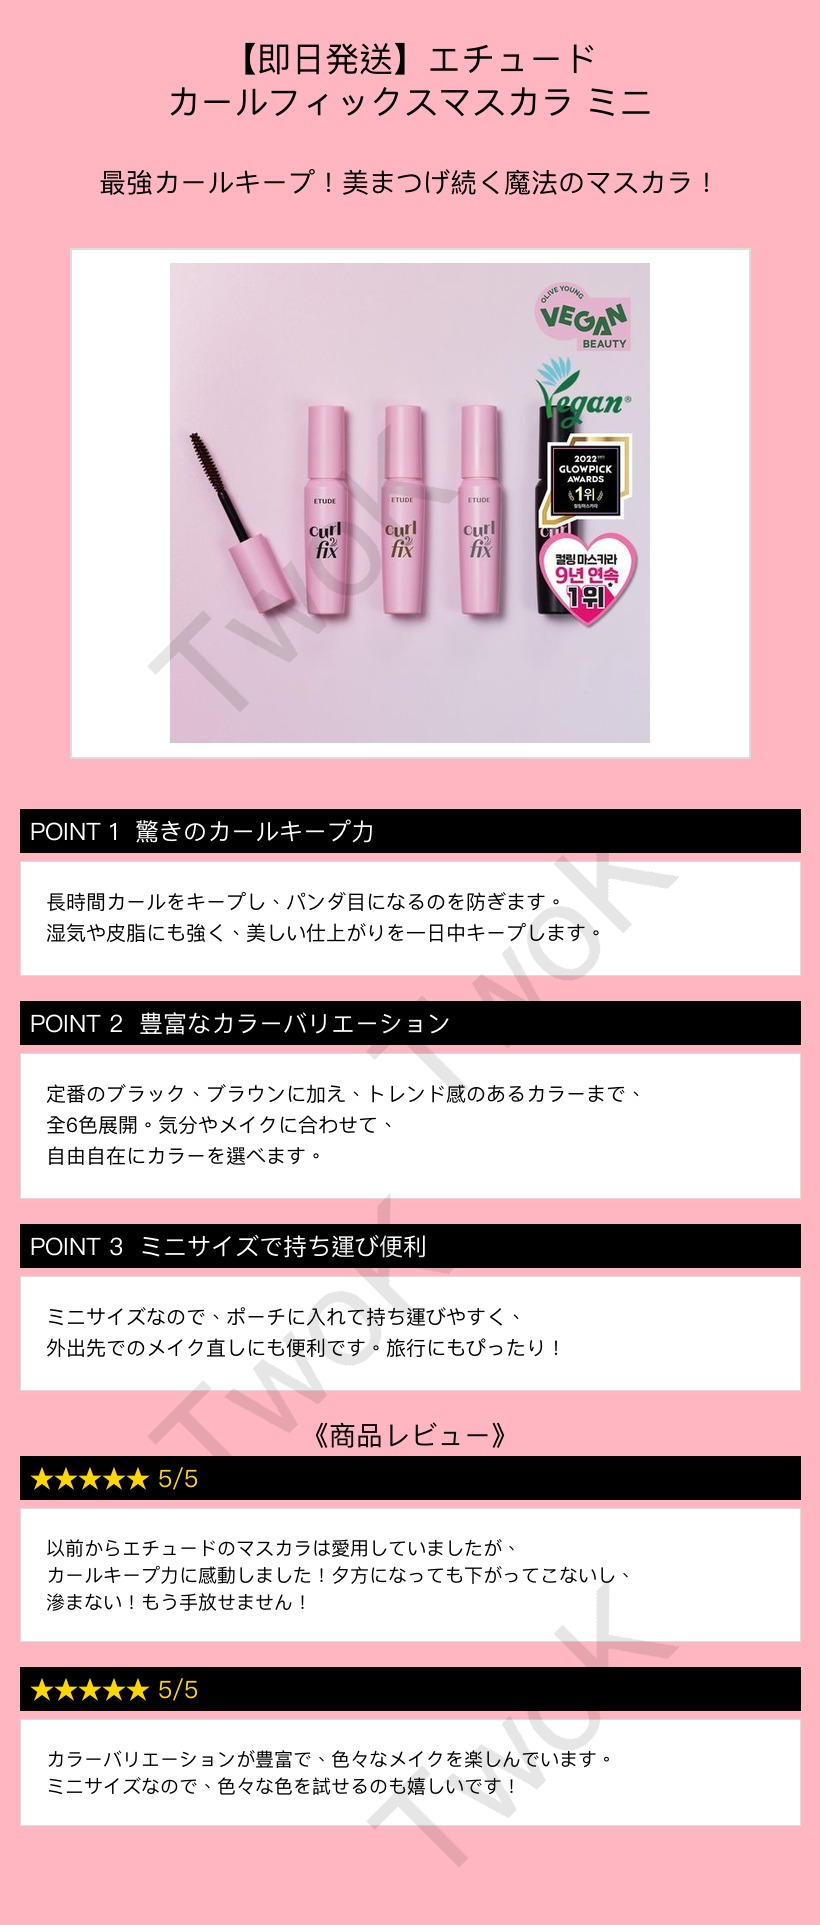 【即日発送】エチュード
カールフィックスマスカラ ミニ
最強カールキープ！美まつげ続く魔法のマスカラ！
OLIVE YOUNG
VEGAN
BEAUTY
Vegan®
2022
GLOWPICK
AWARDS
1위
컬링마스카라
ETUDE
curl
fix
ETUDE
curl
fix
ETUDE
curl
fix
curl
컬링 마스카라
9년 연속
1위
TwoK
POINT 1 驚きのカールキープ力
長時間カールをキープし、パンダ目になるのを防ぎます。
湿気や皮脂にも強く、美しい仕上がりを一日中キープします。
TwoK
POINT 2 豊富なカラーバリエーション
定番のブラック、ブラウンに加え、トレンド感のあるカラーまで、
全6色展開。気分やメイクに合わせて、
自由自在にカラーを選べます。
POINT 3 ミニサイズで持ち運び便利
ミニサイズなので、ポーチに入れて持ち運びやすく、
外出先でのメイク直しにも便利です。旅行にもぴったり！
TwoK
《商品レビュー》
★★★★★ 5/5
以前からエチュードのマスカラは愛用していましたが、
カールキープ力に感動しました！夕方になっても下がってこないし、
滲まない！もう手放せません！
★★★★★ 5/5
カラーバリエーションが豊富で、色々なメイクを楽しんでいます。
ミニサイズなので、色々な色を試せるのも嬉しいです！
TwoK